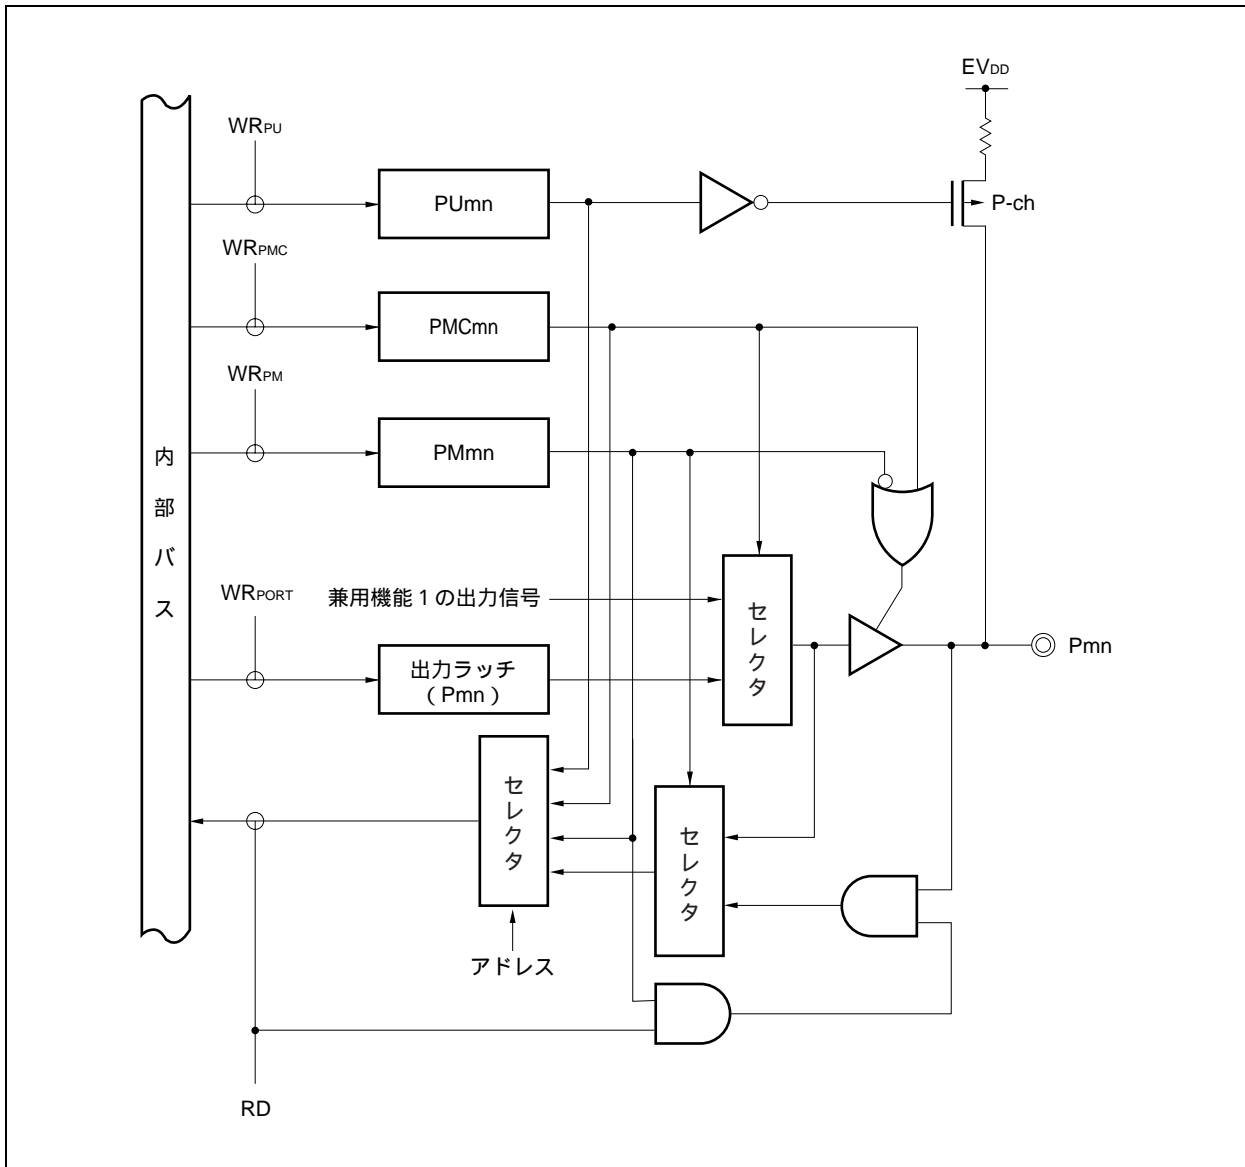 EVDD
WRPU
PUmn
P-ch
WRPMC
PMCmn
WRPM
PMmn
内部バス
WRPORT
兼用機能1の出力信号
セレクタ
出力ラッチ
(Pmn)
Pmn
セレクタ
セレクタ
アドレス
RD